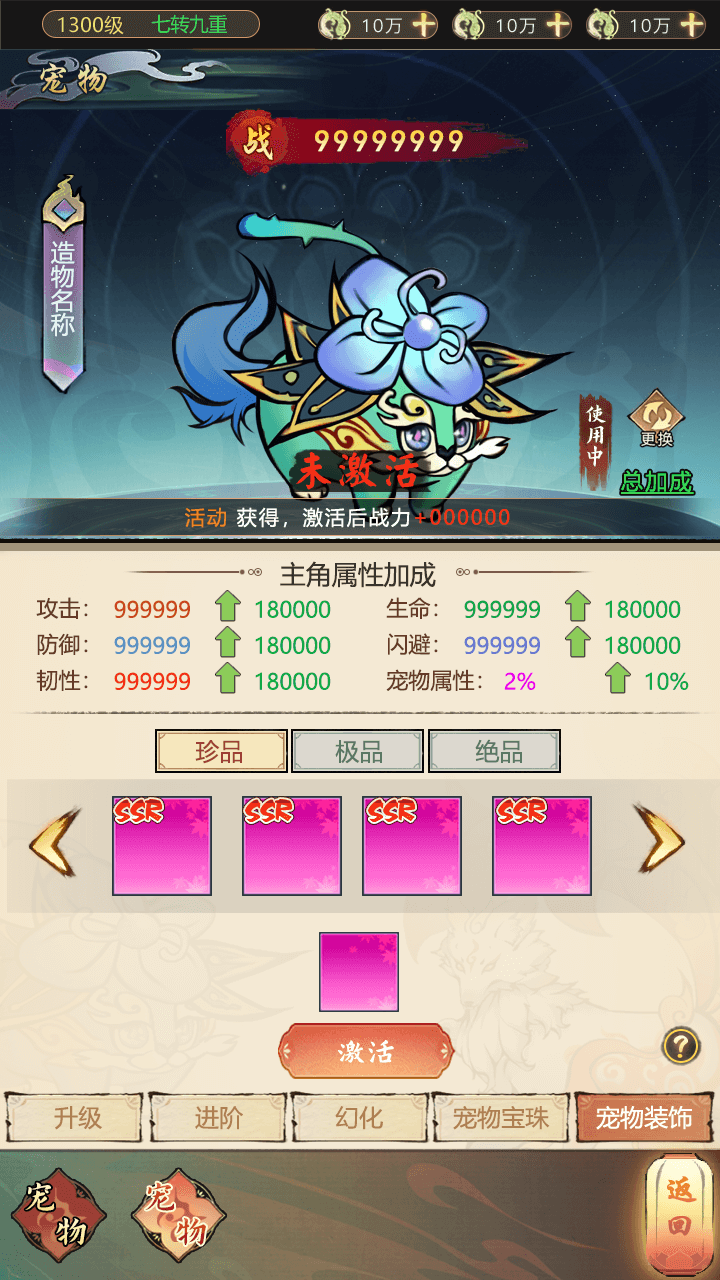 1300级 七转九重 10万 10万 10万
宠物
战 99999999
造物名称
使用中
更换
总加成
未激活
活动 获得，激活后战力+000000
主角属性加成
攻击： 999999 180000 生命： 999999 180000
防御： 999999 180000 闪避： 999999 180000
韧性： 999999 180000 宠物属性： 2% 10%
珍品 极品 绝品
SSR SSR SSR SSR
激活 ?
升级 进阶 幻化 宠物宝珠 宠物装饰
宠物 宠物 返回